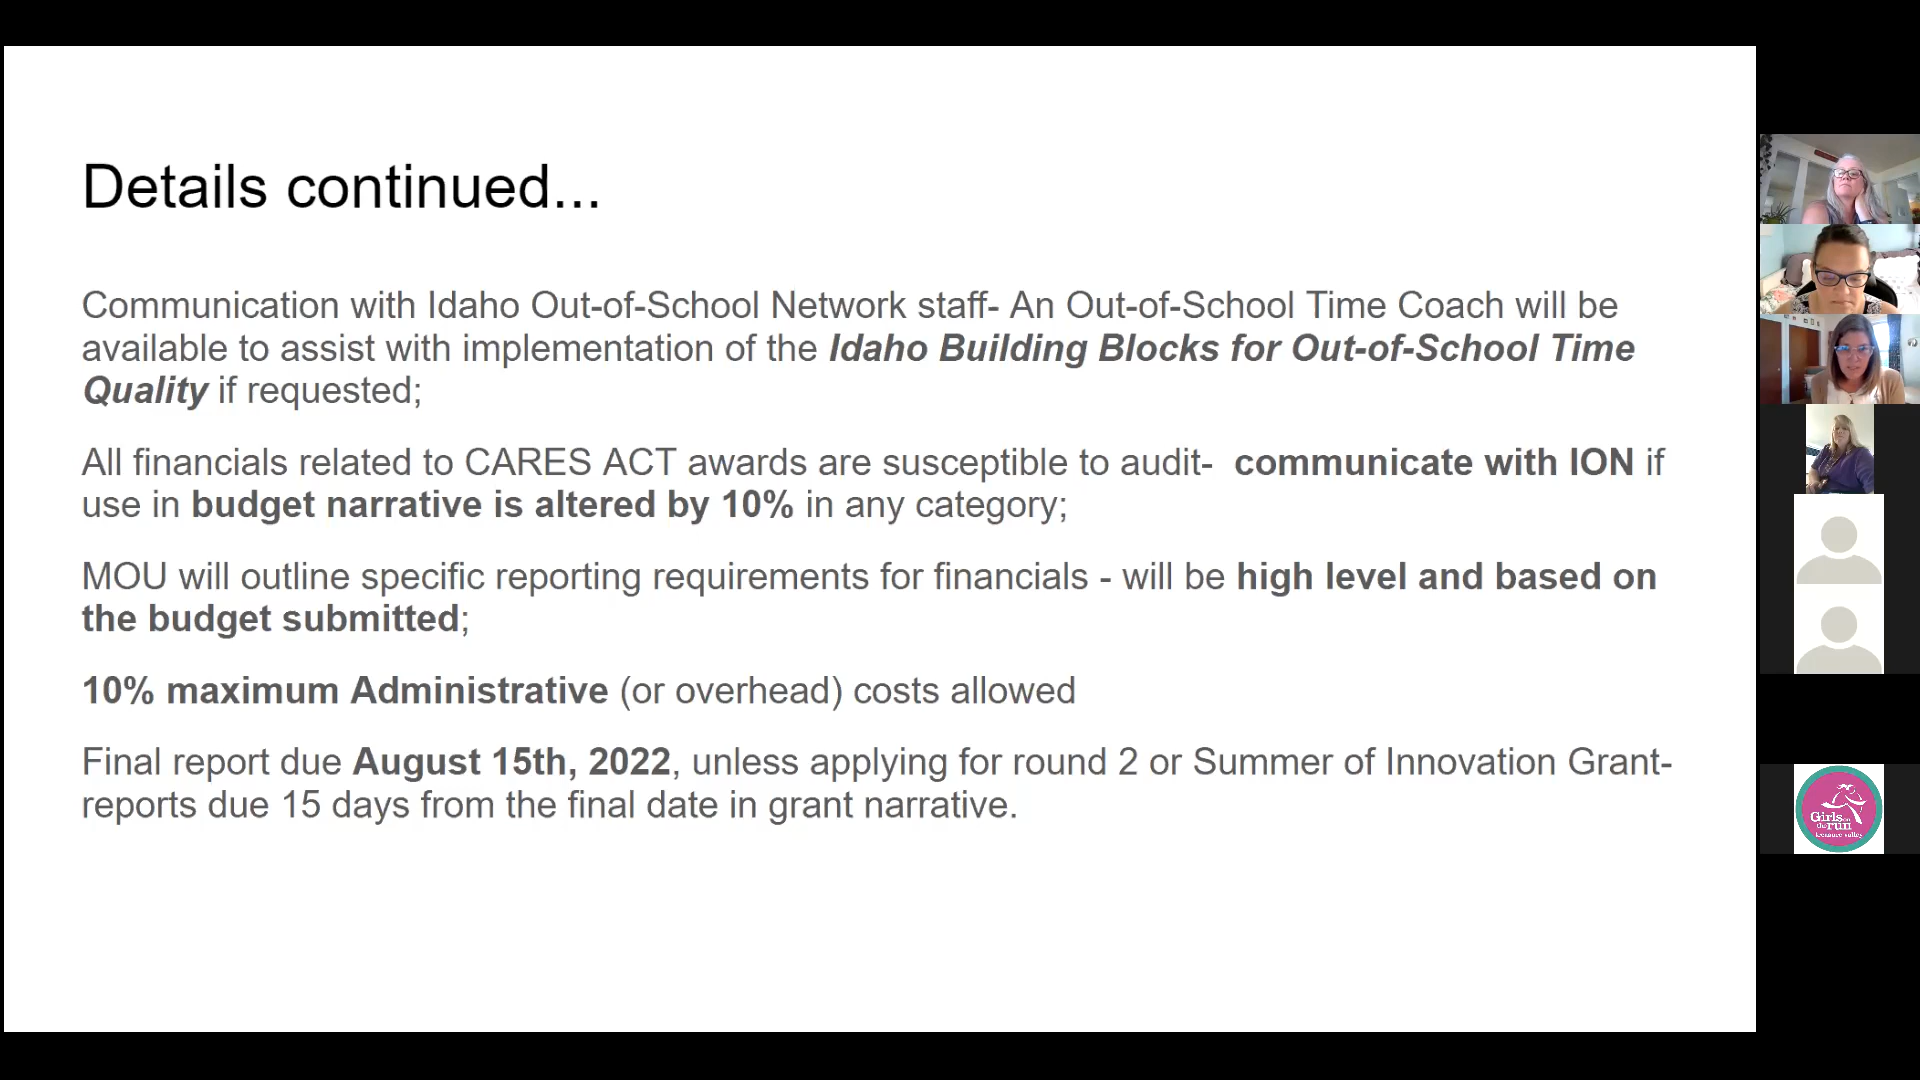 Details continued...
Communication with Idaho Out-of-School Network staff- An Out-of-School Time Coach will be
available to assist with implementation of the Idaho Building Blocks for Out-of-School Time
Quality if requested;
All financials related to CARES ACT awards are susceptible to audit-  communicate with ION if
use in budget narrative is altered by 10% in any category;
MOU will outline specific reporting requirements for financials - will be high level and based on
the budget submitted;
10% maximum Administrative (or overhead) costs allowed
Final report due August 15th, 2022, unless applying for round 2 or Summer of Innovation Grant-
reports due 15 days from the final date in grant narrative.
Girls on
the run
treasure valley